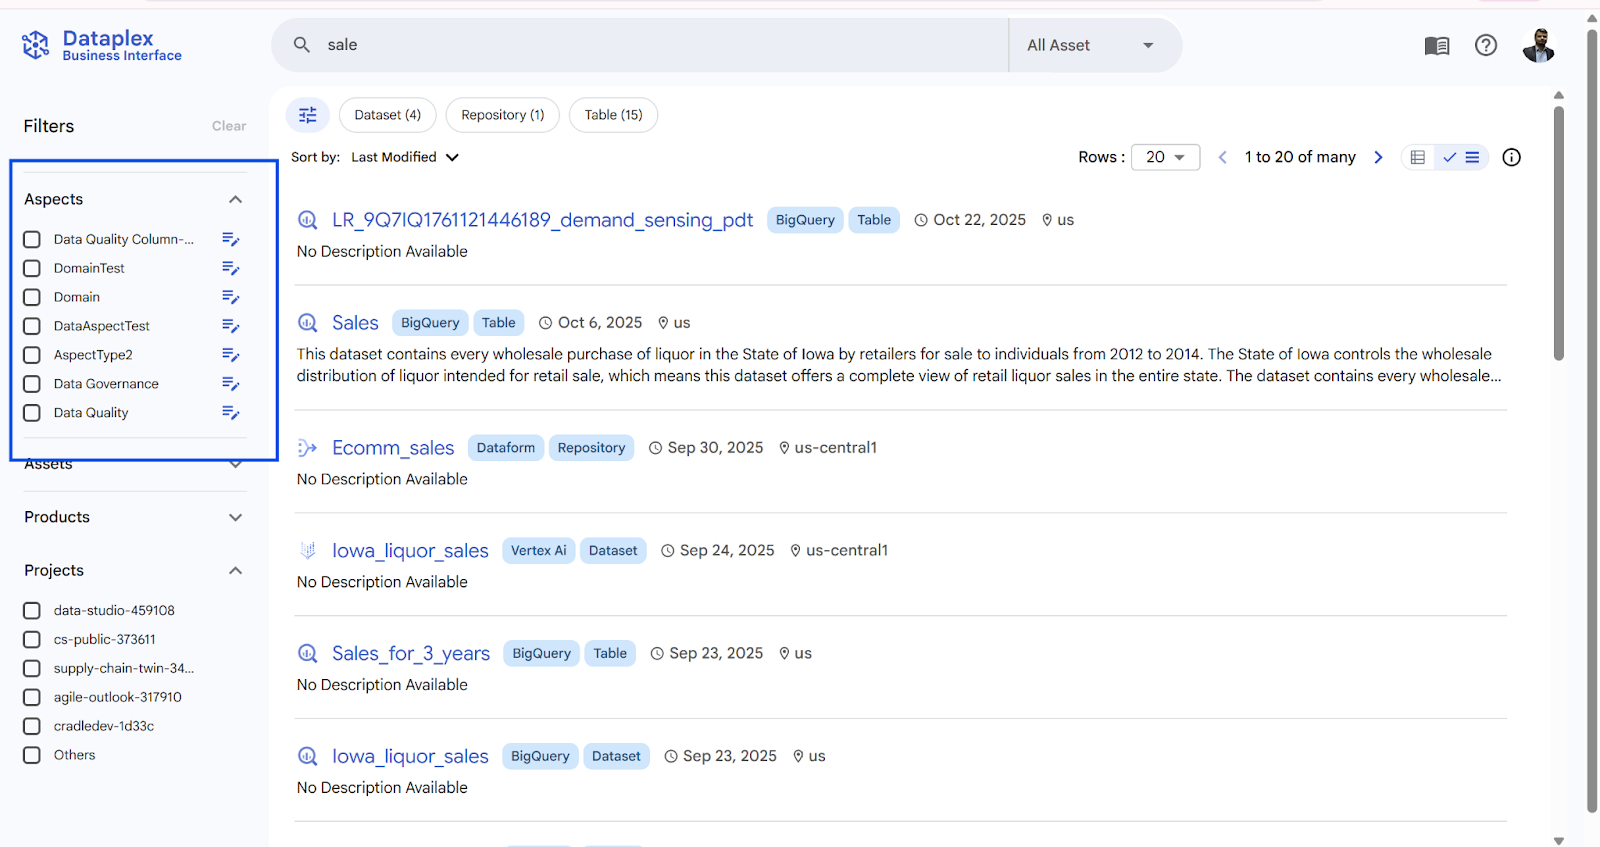 Dataplex
Business Interface
sale
All Asset
Filters
Clear
Aspects
Data Quality Column-...
DomainTest
Domain
DataAspectTest
AspectType2
Data Governance
Data Quality
Assets
Products
Projects
data-studio-459108
cs-public-373611
supply-chain-twin-34...
agile-outlook-317910
cradledev-1d33c
Others
Dataset (4)
Repository (1)
Table (15)
Sort by: Last Modified
Rows : 20
1 to 20 of many
LR_9Q7IQ1761121446189_demand_sensing_pdt BigQuery Table Oct 22, 2025 us
No Description Available
Sales BigQuery Table Oct 6, 2025 us
This dataset contains every wholesale purchase of liquor in the State of Iowa by retailers for sale to individuals from 2012 to 2014. The State of Iowa controls the wholesale
distribution of liquor intended for retail sale, which means this dataset offers a complete view of retail liquor sales in the entire state. The dataset contains every wholesale...
Ecomm_sales Dataform Repository Sep 30, 2025 us-central1
No Description Available
Iowa_liquor_sales Vertex Ai Dataset Sep 24, 2025 us-central1
No Description Available
Sales_for_3_years BigQuery Table Sep 23, 2025 us
No Description Available
Iowa_liquor_sales BigQuery Dataset Sep 23, 2025 us
No Description Available